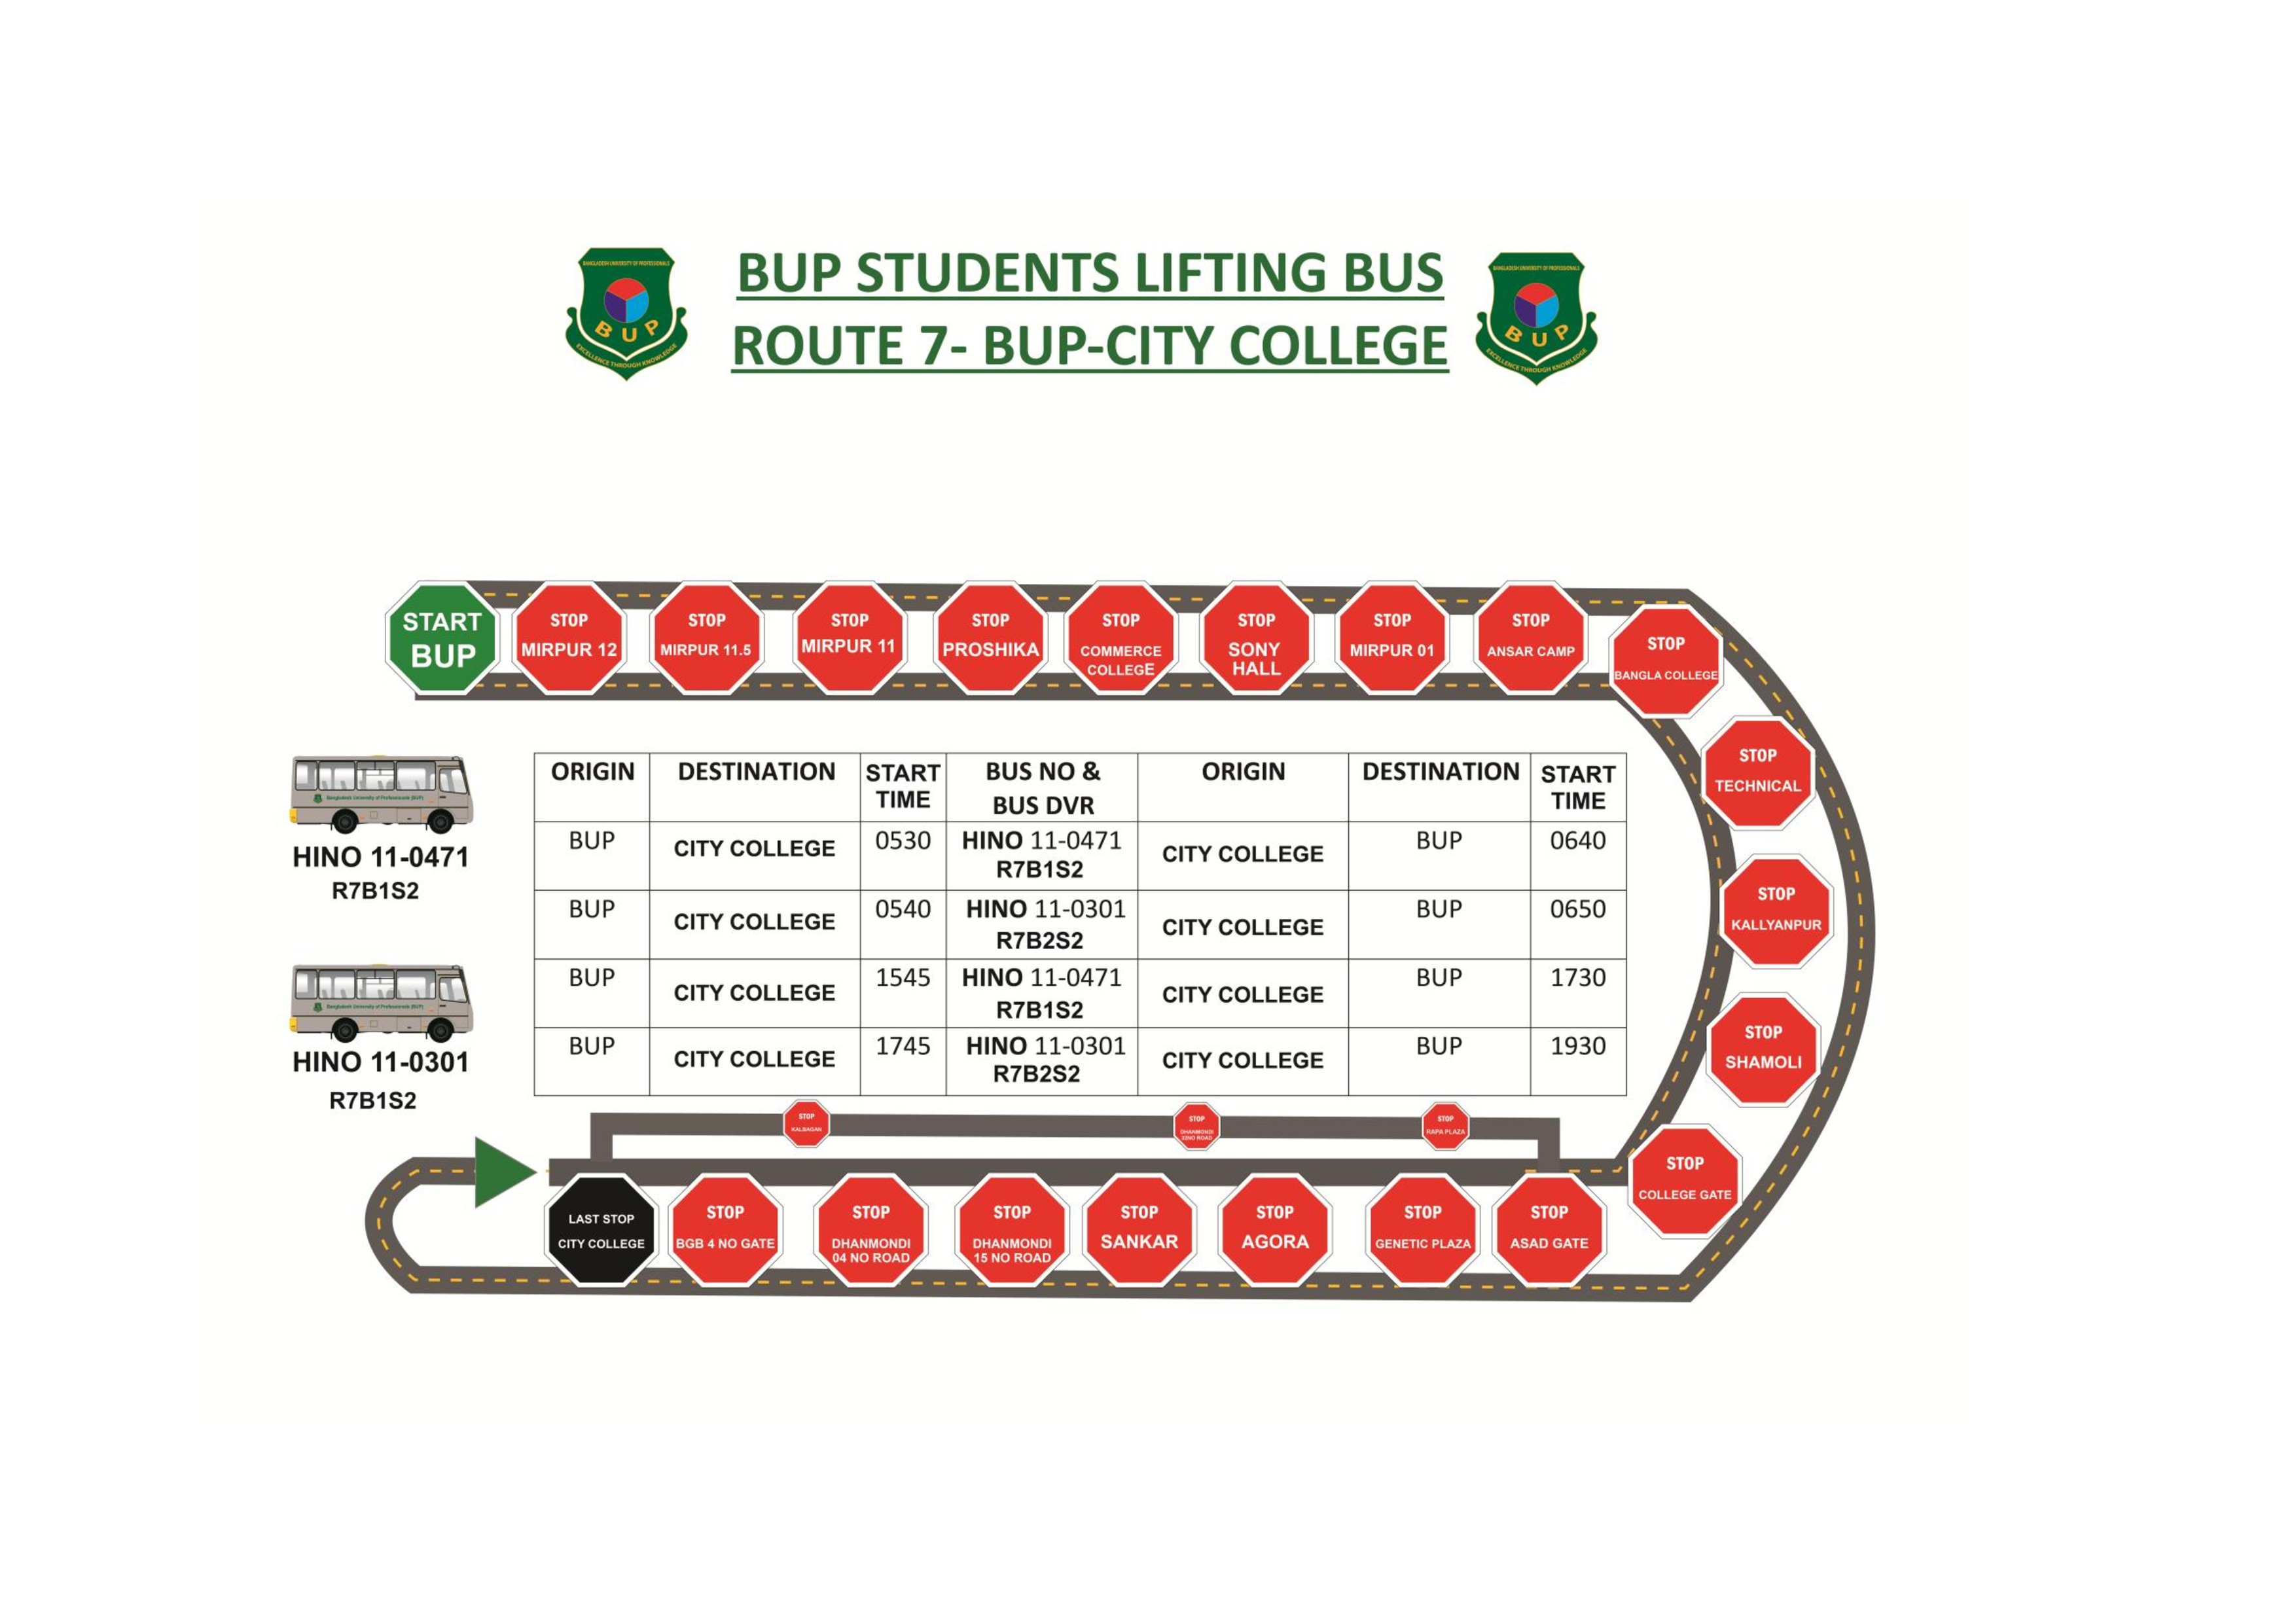 BANGLADESH UNIVERSITY OF PROFESSIONALS
BUP
EXCELLENCE THROUGH KNOWLEDGE
BUP STUDENTS LIFTING BUS
ROUTE 7- BUP-CITY COLLEGE
BANGLADESH UNIVERSITY OF PROFESSIONALS
BUP
EXCELLENCE THROUGH KNOWLEDGE
START
BUP
STOP
MIRPUR 12
STOP
MIRPUR 11.5
STOP
MIRPUR 11
STOP
PROSHIKA
STOP
COMMERCE
COLLEGE
STOP
SONY
HALL
STOP
MIRPUR 01
STOP
ANSAR CAMP
STOP
BANGLA COLLEGE
STOP
TECHNICAL
STOP
KALLYANPUR
STOP
SHAMOLI
STOP
COLLEGE GATE
Bangladesh University of Professionals (BUP)
HINO 11-0471
R7B1S2
Bangladesh University of Professionals (BUP)
HINO 11-0301
R7B1S2
ORIGIN DESTINATION START TIME BUS NO & BUS DVR ORIGIN DESTINATION START TIME
BUP CITY COLLEGE 0530 HINO 11-0471 R7B1S2 CITY COLLEGE BUP 0640
BUP CITY COLLEGE 0540 HINO 11-0301 R7B2S2 CITY COLLEGE BUP 0650
BUP CITY COLLEGE 1545 HINO 11-0471 R7B1S2 CITY COLLEGE BUP 1730
BUP CITY COLLEGE 1745 HINO 11-0301 R7B2S2 CITY COLLEGE BUP 1930
STOP
KALBAGAN
STOP
DHANMONDI
STOP
RAPA PLAZA
LAST STOP
CITY COLLEGE
STOP
BGB 4 NO GATE
STOP
DHANMONDI
04 NO ROAD
STOP
DHANMONDI
15 NO ROAD
STOP
SANKAR
STOP
AGORA
STOP
GENETIC PLAZA
STOP
ASAD GATE